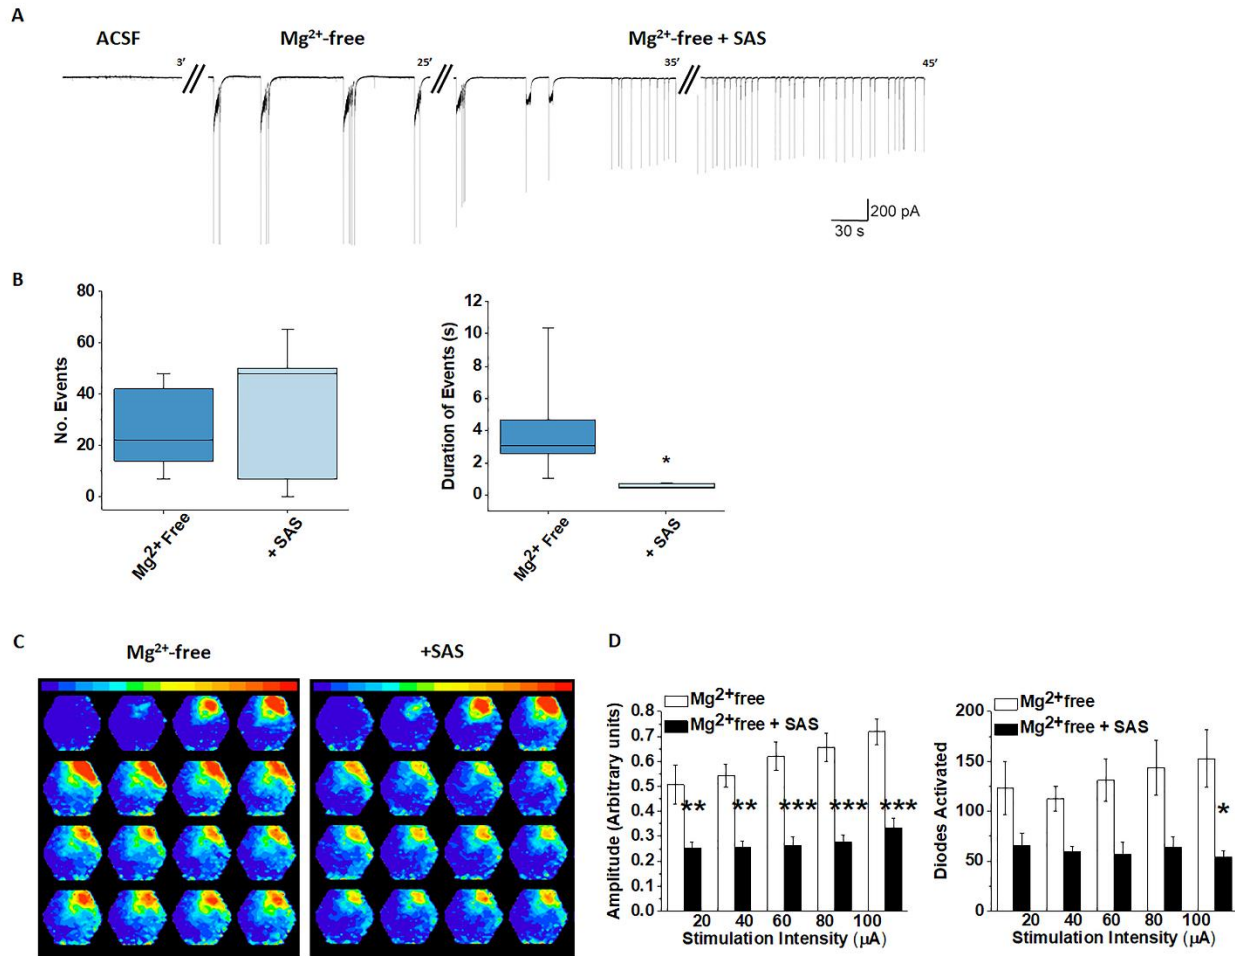 A
ACSF
Mg2+-free
Mg2+-free + SAS
3′
25′
35′
45′
200 pA
30 s
B
80
60
40
20
0
No. Events
Mg2+ Free
+ SAS
12
10
8
6
4
2
0
Duration of Events (s)
*
Mg2+ Free
+ SAS
C
Mg2+-free
+SAS
D
Mg2+free
Mg2+free + SAS
0.8
0.7
0.6
0.5
0.4
0.3
0.2
0.1
0.0
Amplitude (Arbitrary units)
** ** *** *** ***
20 40 60 80 100
Stimulation Intensity (μA)
Mg2+free
Mg2+free + SAS
200
150
100
50
0
Diodes Activated
*
20 40 60 80 100
Stimulation Intensity (μA)